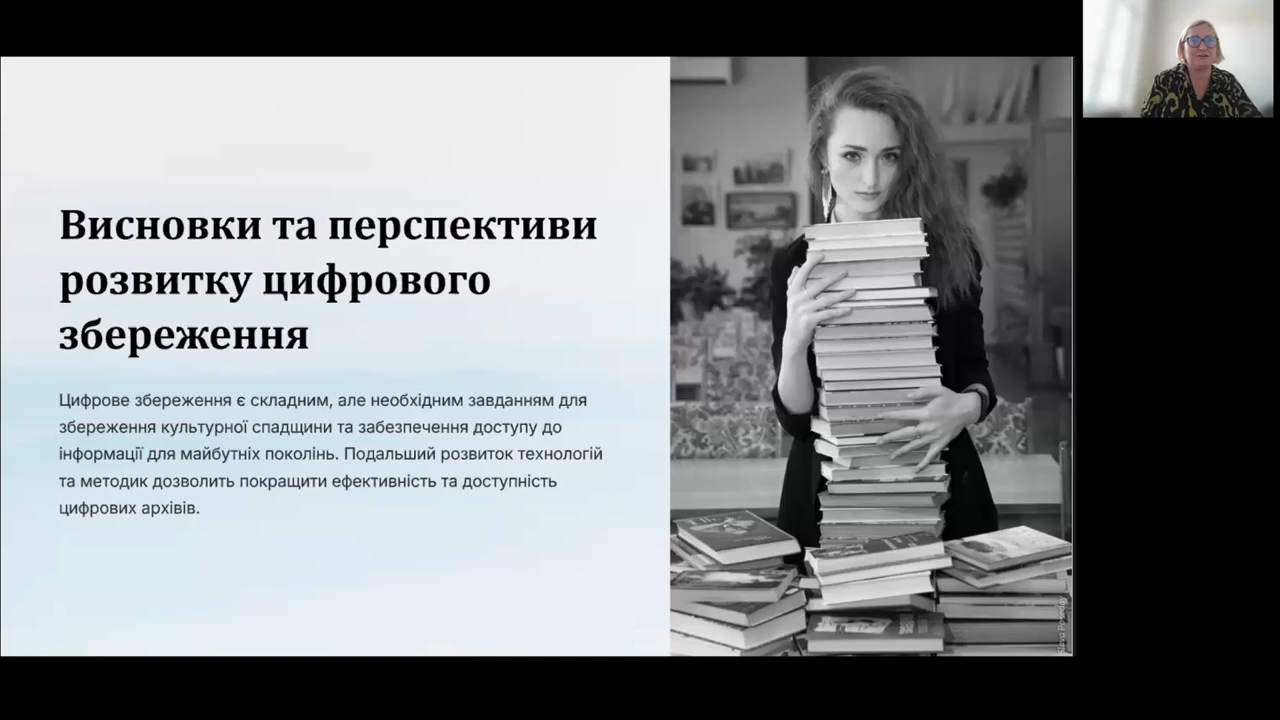 Висновки та перспективи
розвитку цифрового
збереження
Цифрове збереження є складним, але необхідним завданням для
збереження культурної спадщини та забезпечення доступу до
інформації для майбутніх поколінь. Подальший розвиток технологій
та методик дозволить покращити ефективність та доступність
цифрових архівів.